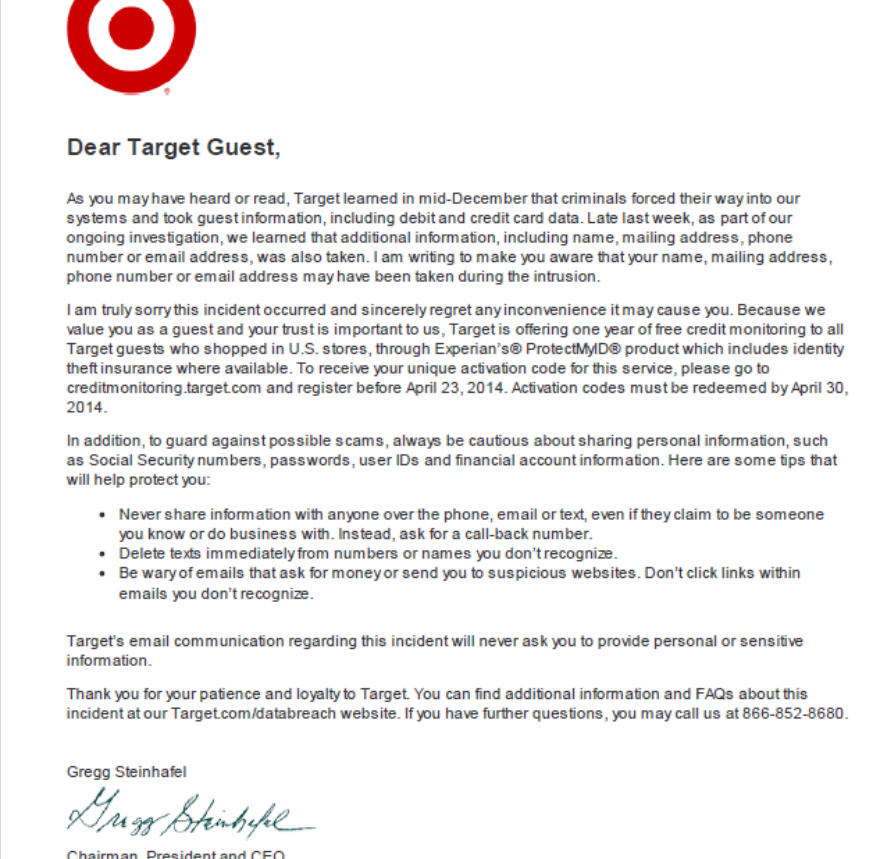 Dear Target Guest,
As you may have heard or read, Target learned in mid-December that criminals forced their way into our
systems and took guest information, including debit and credit card data. Late last week, as part of our
ongoing investigation, we learned that additional information, including name, mailing address, phone
number or email address, was also taken. I am writing to make you aware that your name, mailing address,
phone number or email address may have been taken during the intrusion.
I am truly sorry this incident occurred and sincerely regret any inconvenience it may cause you. Because we
value you as a guest and your trust is important to us, Target is offering one year of free credit monitoring to all
Target guests who shopped in U.S. stores, through Experian's® ProtectMyID® product which includes identity
theft insurance where available. To receive your unique activation code for this service, please go to
creditmonitoring.target.com and register before April 23, 2014. Activation codes must be redeemed by April 30,
2014.
In addition, to guard against possible scams, always be cautious about sharing personal information, such
as Social Security numbers, passwords, user IDs and financial account information. Here are some tips that
will help protect you:
• Never share information with anyone over the phone, email or text, even if they claim to be someone
you know or do business with. Instead, ask for a call-back number.
• Delete texts immediately from numbers or names you don't recognize.
• Be wary of emails that ask for money or send you to suspicious websites. Don't click links within
emails you don't recognize.
Target's email communication regarding this incident will never ask you to provide personal or sensitive
information.
Thank you for your patience and loyalty to Target. You can find additional information and FAQs about this
incident at our Target.com/databreach website. If you have further questions, you may call us at 866-852-8680.
Gregg Steinhafel
Gregg Steinhafel
Chairman, President and CEO